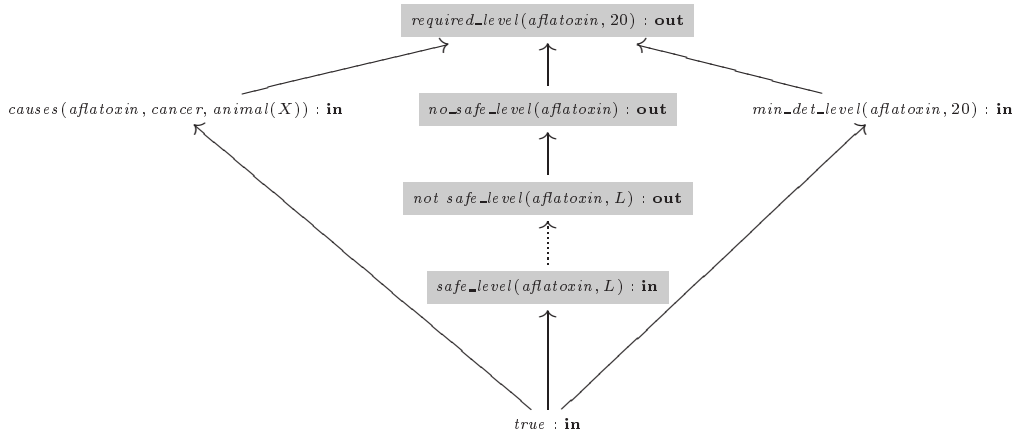 required_level(aflatoxin, 20) : out
causes(aflatoxin, cancer, animal(X)) : in
no_safe_level(aflatoxin) : out
min_det_level(aflatoxin, 20) : in
not safe_level(aflatoxin, L) : out
safe_level(aflatoxin, L) : in
true : in